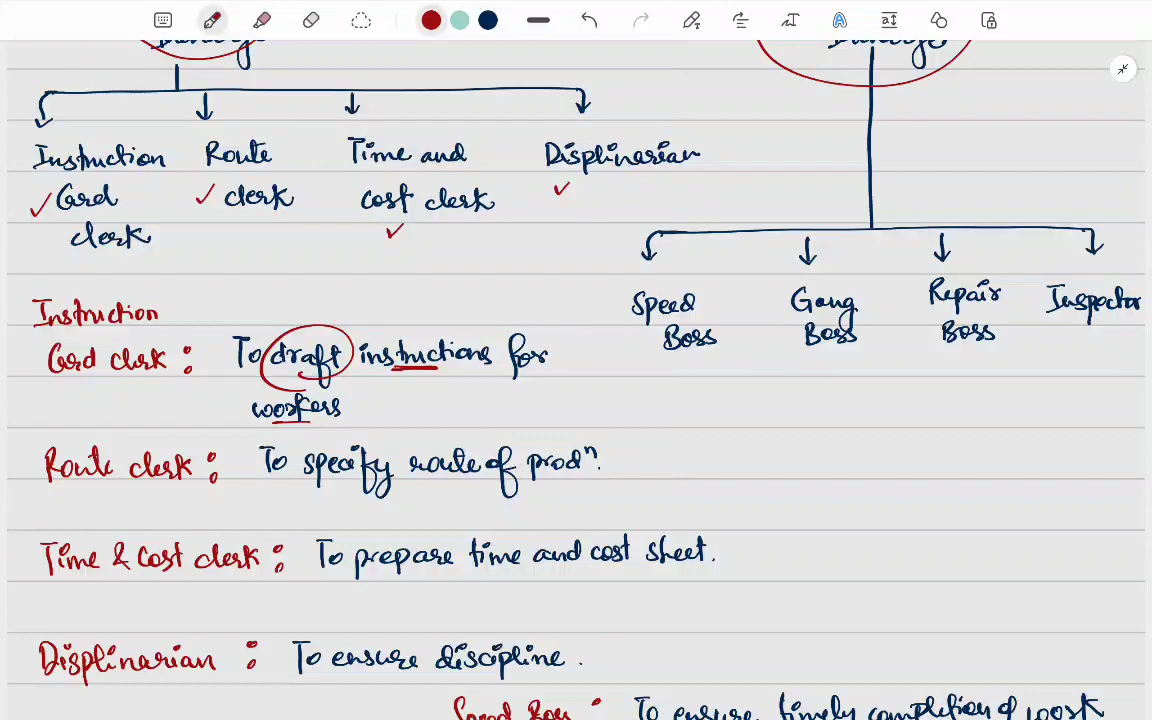 Instruction Route Time and Displinarian
Card clerk cost clerk
clerk
Speed Gang Repair Inspector
Boss Boss Boss
Instruction
Card clerk : To draft instructions for
workers
Route clerk : To specify route of prodⁿ.
Time & Cost clerk : To prepare time and cost sheet.
Displinarian : To ensure discipline.
Speed Boss : To ensure timely completion of work